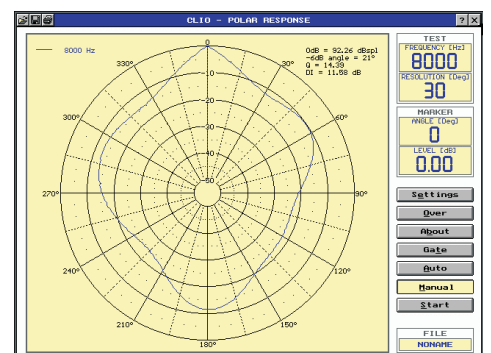 CLIO - POLAR RESPONSE
? x
8000 Hz
0dB = 92.26 dBspl
-6dB angle = 21°
Q = 14.39
DI = 11.58 dB
0
330°
30°
-10
300°
60°
-20
-30
-40
-50
270°
90°
240°
120°
210°
150°
180°
TEST
FREQUENCY [Hz]
8000
RESOLUTION [Deg]
30
MARKER
ANGLE [Deg]
0
LEVEL [dB]
0.00
Settings
Over
About
Gate
Auto
Manual
Start
FILE
NONAME